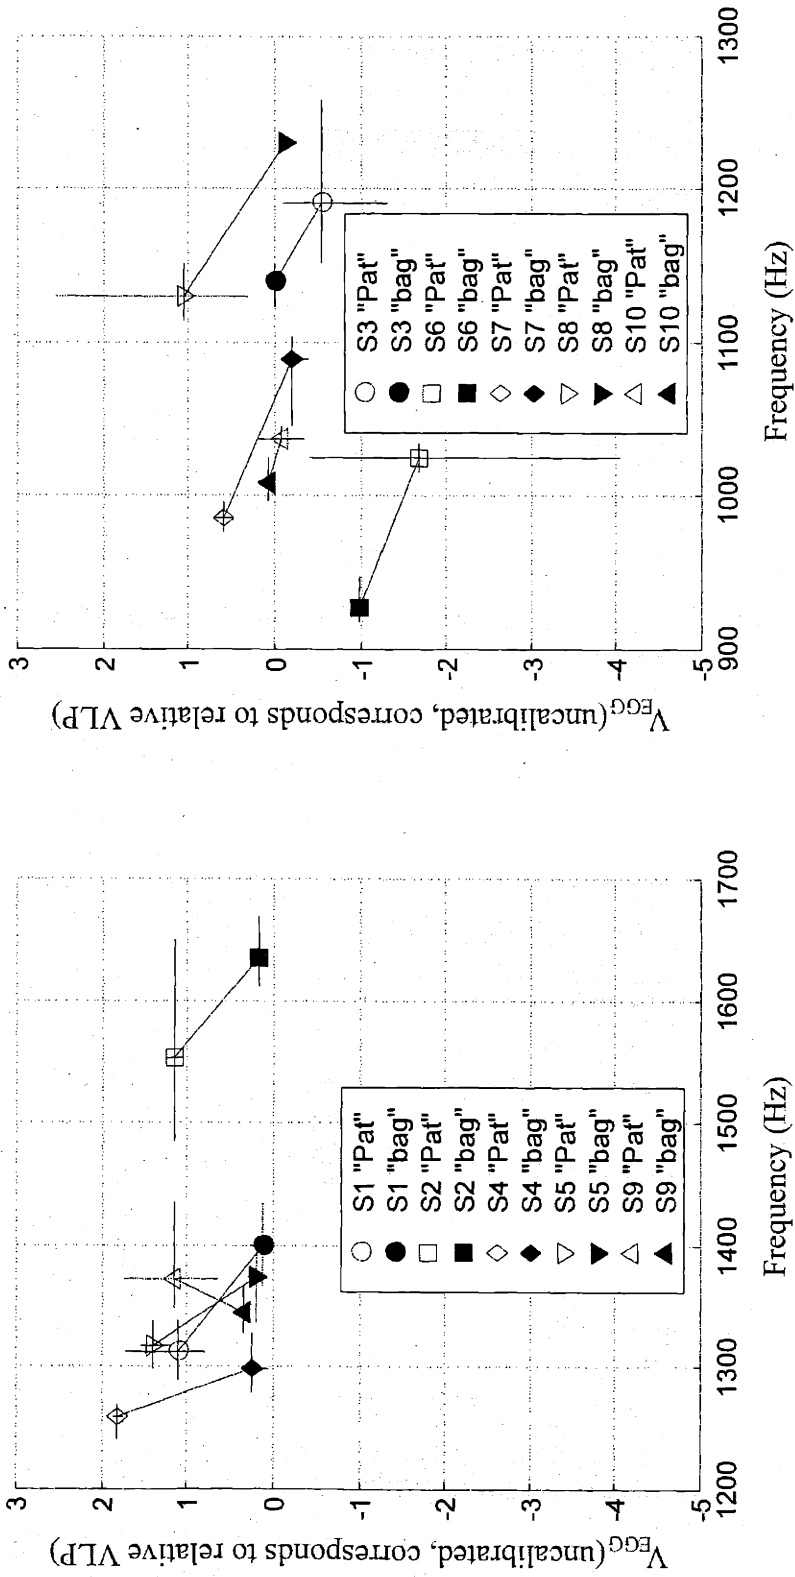 3
2
1
0
-1
-2
-3
-4
-5
1200
1300
1400
1500
1600
1700
Frequency (Hz)
V_EGG (uncalibrated, corresponds to relative VLP)
S1 "Pat"
S1 "bag"
S2 "Pat"
S2 "bag"
S4 "Pat"
S4 "bag"
S5 "Pat"
S5 "bag"
S9 "Pat"
S9 "bag"
3
2
1
0
-1
-2
-3
-4
-5
900
1000
1100
1200
1300
Frequency (Hz)
V_EGG (uncalibrated, corresponds to relative VLP)
S3 "Pat"
S3 "bag"
S6 "Pat"
S6 "bag"
S7 "Pat"
S7 "bag"
S8 "Pat"
S8 "bag"
S10 "Pat"
S10 "bag"